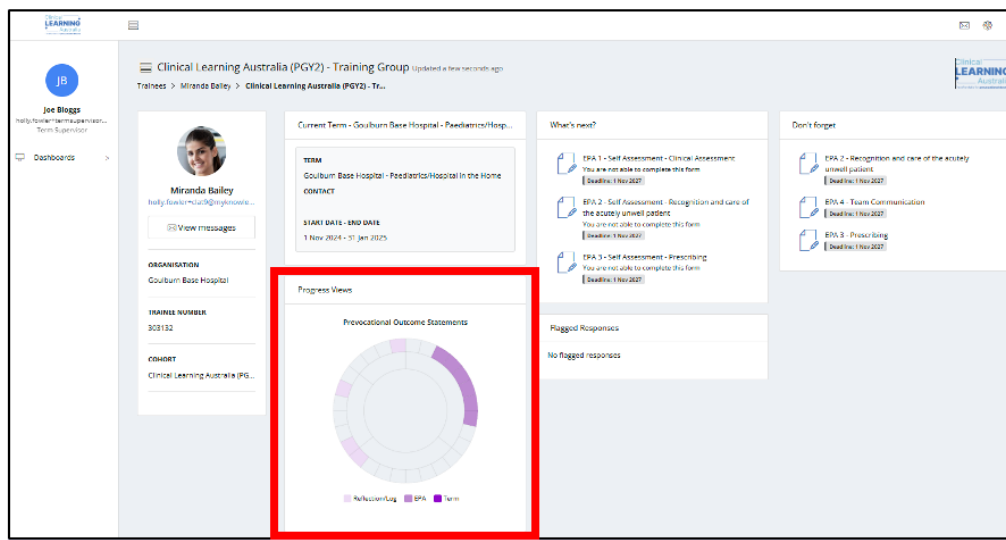 Clinical
LEARNING
Australia
JB
Joe Bloggs
Term Supervisor
Dashboards >
Clinical Learning Australia (PGY2) - Training Group Updated a few seconds ago
Trainees > Miranda Bailey > Clinical Learning Australia (PGY2) - Tr...
Clinical
LEARNING
Australia
Miranda Bailey
View messages
ORGANISATION
Goulburn Base Hospital
TRAINEE NUMBER
303132
COHORT
Clinical Learning Australia (PG...
Current Term - Goulburn Base Hospital - Paediatrics/Hosp...
TERM
Goulburn Base Hospital - Paediatrics/Hospital in the Home
CONTACT
START DATE - END DATE
1 Nov 2024 - 31 Jan 2025
Progress Views
Prevocational Outcome Statements
Reflection/Log EPA Term
What's next?
EPA 1 - Self Assessment - Clinical Assessment
You are not able to complete this form
Deadline: 1 Nov 2027
EPA 2 - Self Assessment - Recognition and care of
the acutely unwell patient
You are not able to complete this form
Deadline: 1 Nov 2027
EPA 3 - Self Assessment - Prescribing
You are not able to complete this form
Deadline: 1 Nov 2027
Flagged Responses
No flagged responses
Don't forget
EPA 2 - Recognition and care of the acutely
unwell patient
Deadline: 1 Nov 2027
EPA 4 - Team Communication
Deadline: 1 Nov 2027
EPA 3 - Prescribing
Deadline: 1 Nov 2027